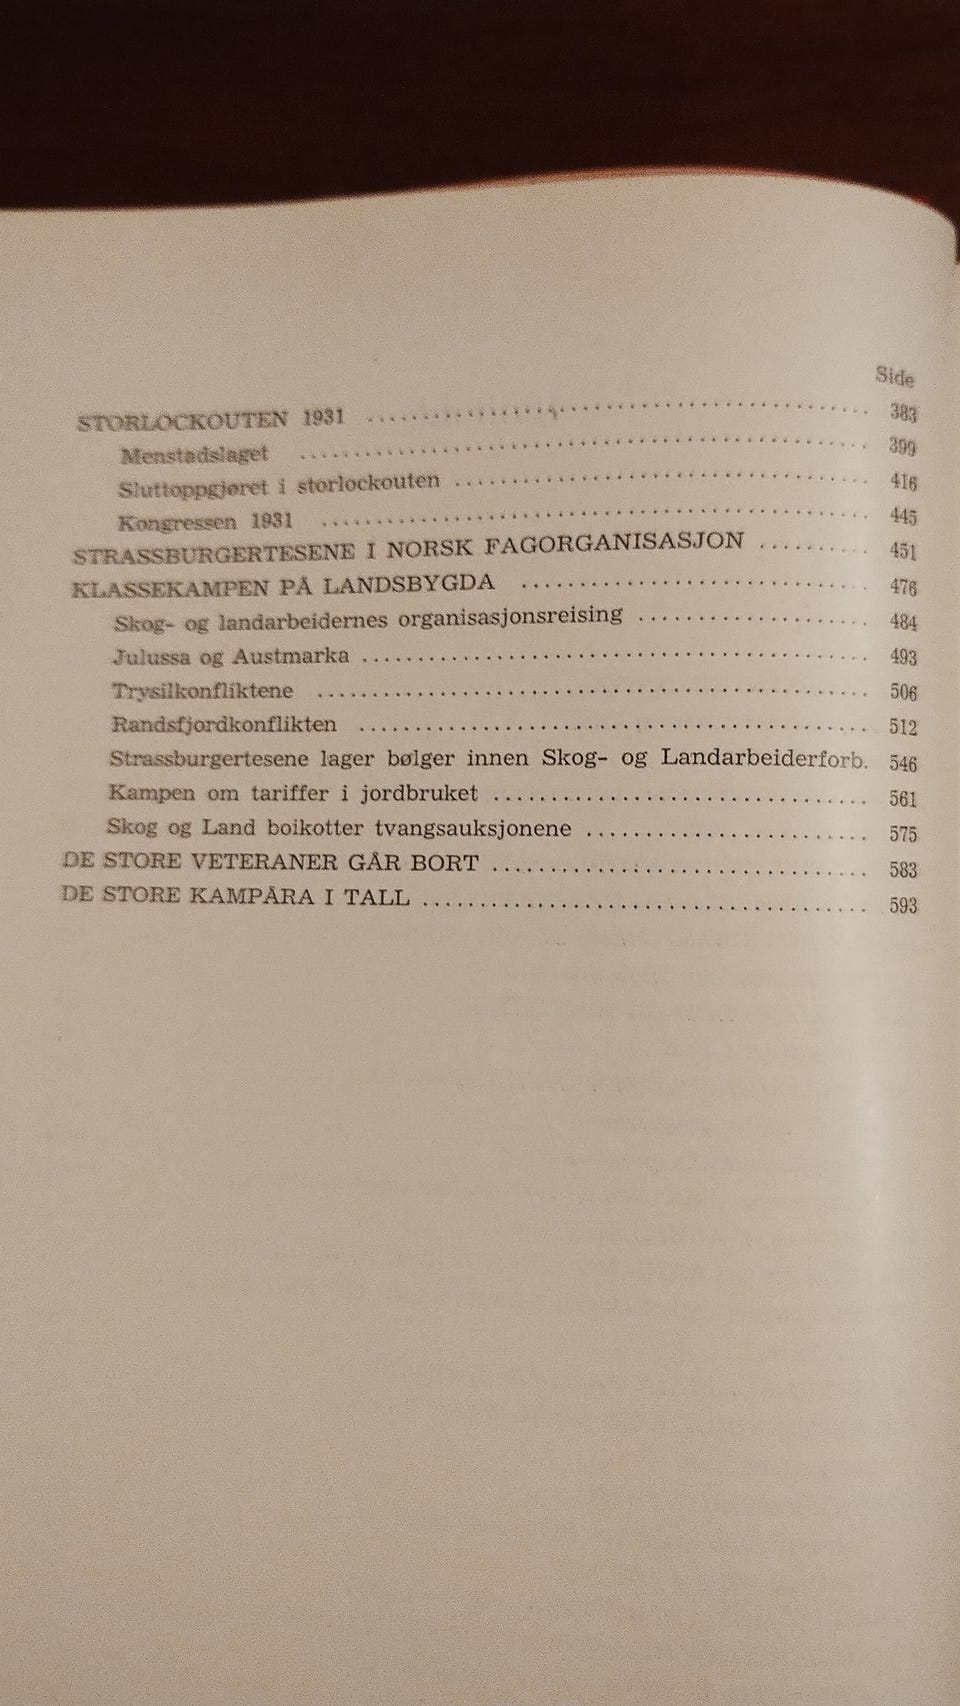 Side
STORLOCKOUTEN 1931 ........................................ 383
Menstadslaget ........................................ 399
Sluttoppgjøret i storlockouten ........................................ 416
Kongressen 1931 ........................................ 445
STRASSBURGERTESENE I NORSK FAGORGANISASJON .......... 451
KLASSEKAMPEN PÅ LANDSBYGDA .............................. 476
Skog- og landarbeidernes organisasjonsreising .................... 484
Julussa og Austmarka ........................................ 493
Trysilkonfliktene ........................................ 506
Randsfjordkonflikten ........................................ 512
Strassburgertesene lager bølger innen Skog- og Landarbeiderforb. 546
Kampen om tariffer i jordbruket .............................. 561
Skog og Land boikotter tvangsauksjonene ......................... 575
DE STORE VETERANER GÅR BORT .............................. 583
DE STORE KAMPÅRA I TALL .............................. 593